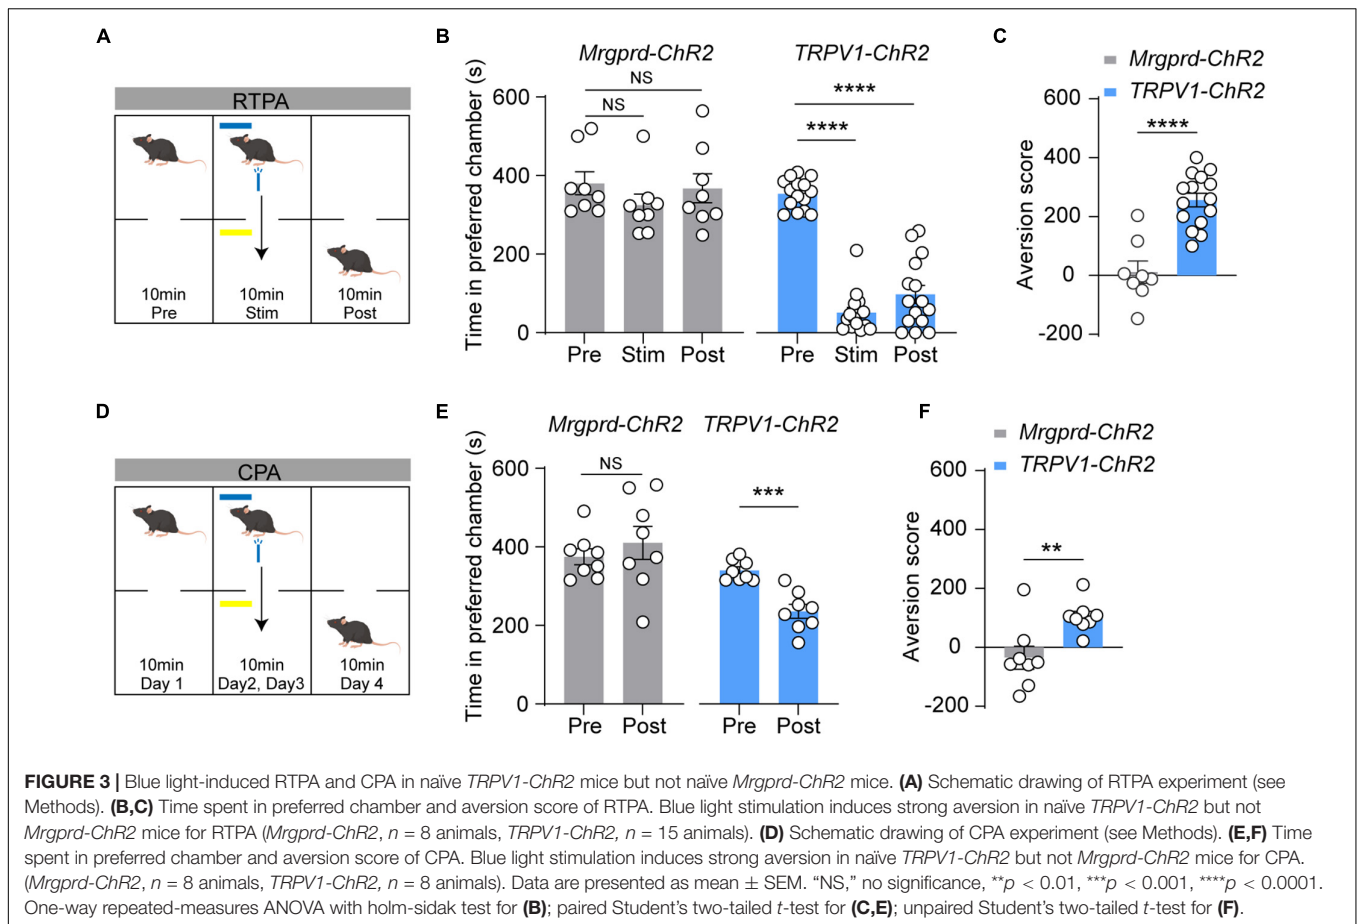 A
RTPA
10min
Pre
10min
Stim
10min
Post
B
Mrgprd-ChR2
TRPV1-ChR2
Time in preferred chamber (s)
600
400
200
0
NS
NS
****
****
Pre
Stim
Post
Pre
Stim
Post
C
Mrgprd-ChR2
TRPV1-ChR2
Aversion score
600
400
200
0
-200
****
D
CPA
10min
Day 1
10min
Day2, Day3
10min
Day 4
E
Mrgprd-ChR2
TRPV1-ChR2
Time in preferred chamber (s)
600
400
200
0
NS
***
Pre
Post
Pre
Post
F
Mrgprd-ChR2
TRPV1-ChR2
Aversion score
600
400
200
0
-200
**
FIGURE 3 | Blue light-induced RTPA and CPA in naïve TRPV1-ChR2 mice but not naïve Mrgprd-ChR2 mice. (A) Schematic drawing of RTPA experiment (see
Methods). (B,C) Time spent in preferred chamber and aversion score of RTPA. Blue light stimulation induces strong aversion in naïve TRPV1-ChR2 but not
Mrgprd-ChR2 mice for RTPA (Mrgprd-ChR2, n = 8 animals, TRPV1-ChR2, n = 15 animals). (D) Schematic drawing of CPA experiment (see Methods). (E,F) Time
spent in preferred chamber and aversion score of CPA. Blue light stimulation induces strong aversion in naïve TRPV1-ChR2 but not Mrgprd-ChR2 mice for CPA.
(Mrgprd-ChR2, n = 8 animals, TRPV1-ChR2, n = 8 animals). Data are presented as mean ± SEM. “NS,” no significance, **p < 0.01, ***p < 0.001, ****p < 0.0001.
One-way repeated-measures ANOVA with holm-sidak test for (B); paired Student’s two-tailed t-test for (C,E); unpaired Student’s two-tailed t-test for (F).